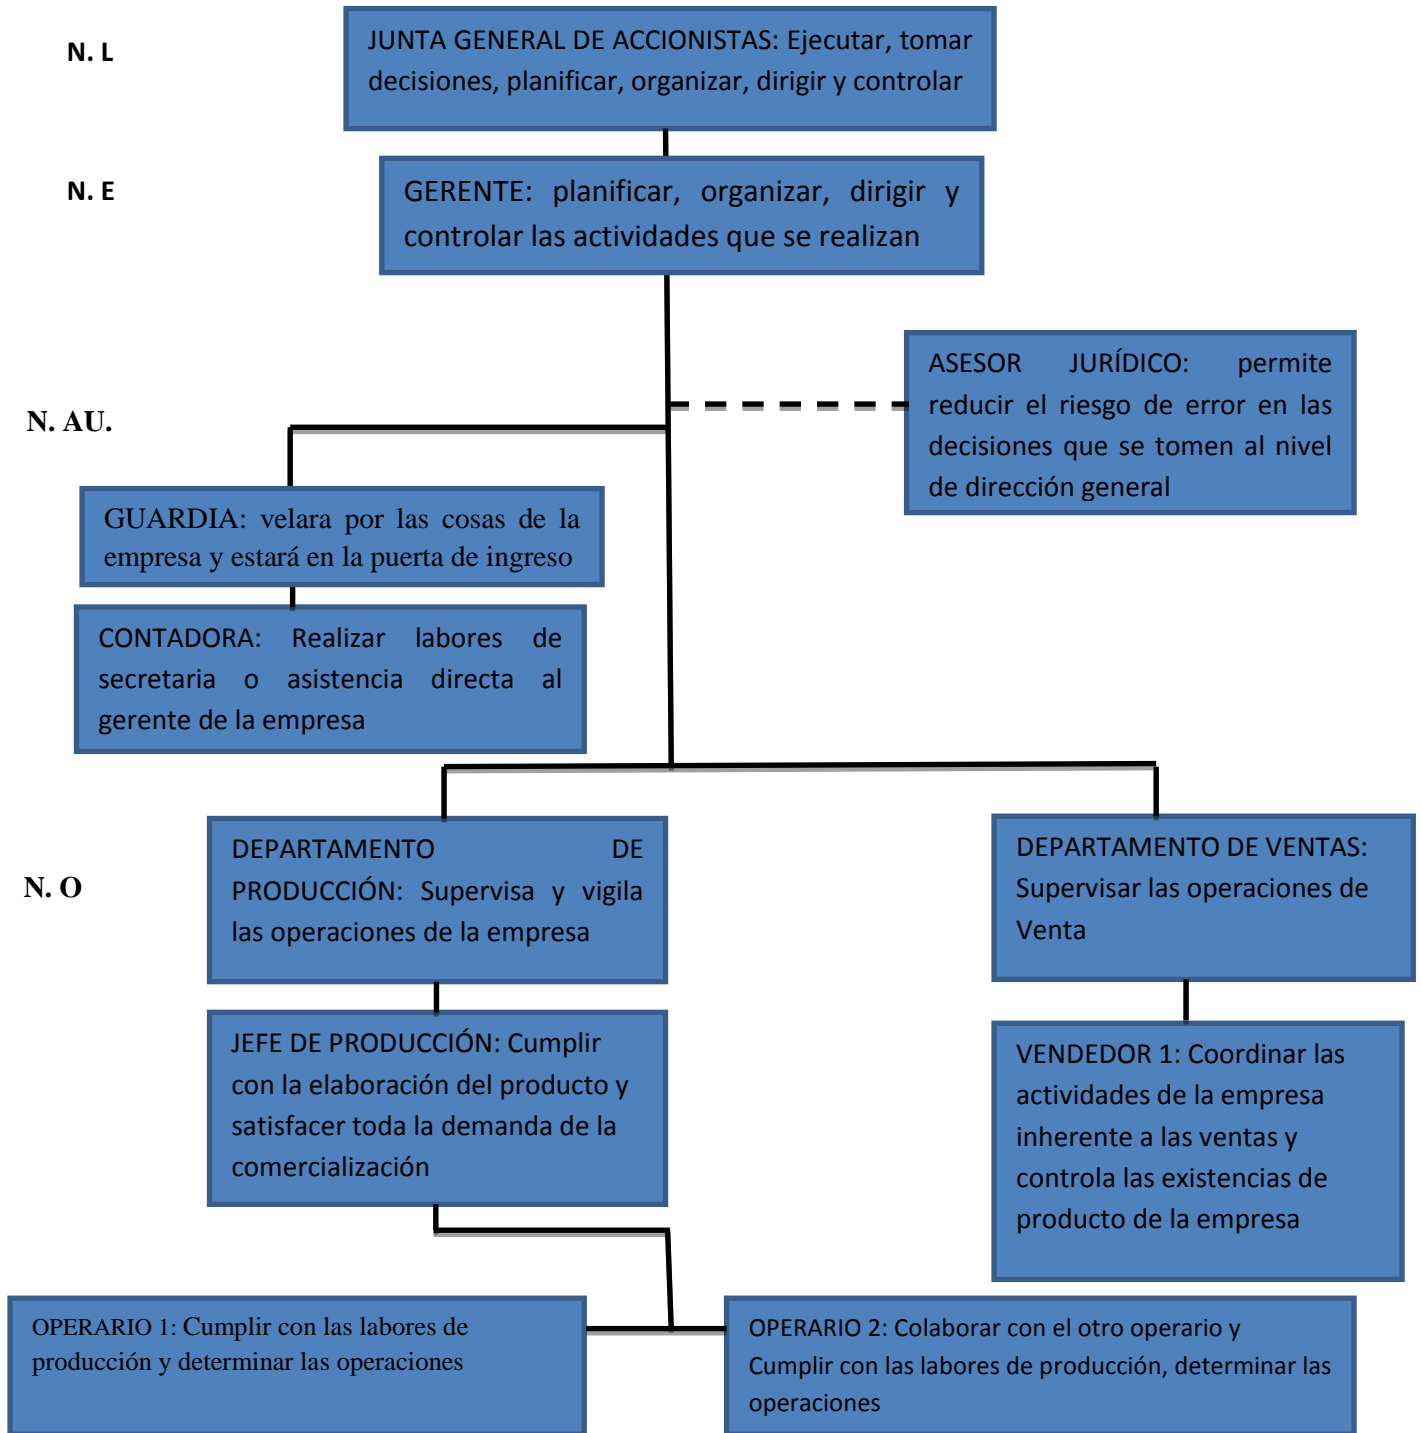 N. L
JUNTA GENERAL DE ACCIONISTAS: Ejecutar, tomar
decisiones, planificar, organizar, dirigir y controlar
N. E
GERENTE: planificar, organizar, dirigir y
controlar las actividades que se realizan
ASESOR JURÍDICO: permite
reducir el riesgo de error en las
decisiones que se tomen al nivel
de dirección general
N. AU.
GUARDIA: velara por las cosas de la
empresa y estará en la puerta de ingreso
CONTADORA: Realizar labores de
secretaria o asistencia directa al
gerente de la empresa
N. O
DEPARTAMENTO DE
PRODUCCIÓN: Supervisa y vigila
las operaciones de la empresa
DEPARTAMENTO DE VENTAS:
Supervisar las operaciones de
Venta
JEFE DE PRODUCCIÓN: Cumplir
con la elaboración del producto y
satisfacer toda la demanda de la
comercialización
VENDEDOR 1: Coordinar las
actividades de la empresa
inherente a las ventas y
controla las existencias de
producto de la empresa
OPERARIO 1: Cumplir con las labores de
producción y determinar las operaciones
OPERARIO 2: Colaborar con el otro operario y
Cumplir con las labores de producción, determinar las
operaciones